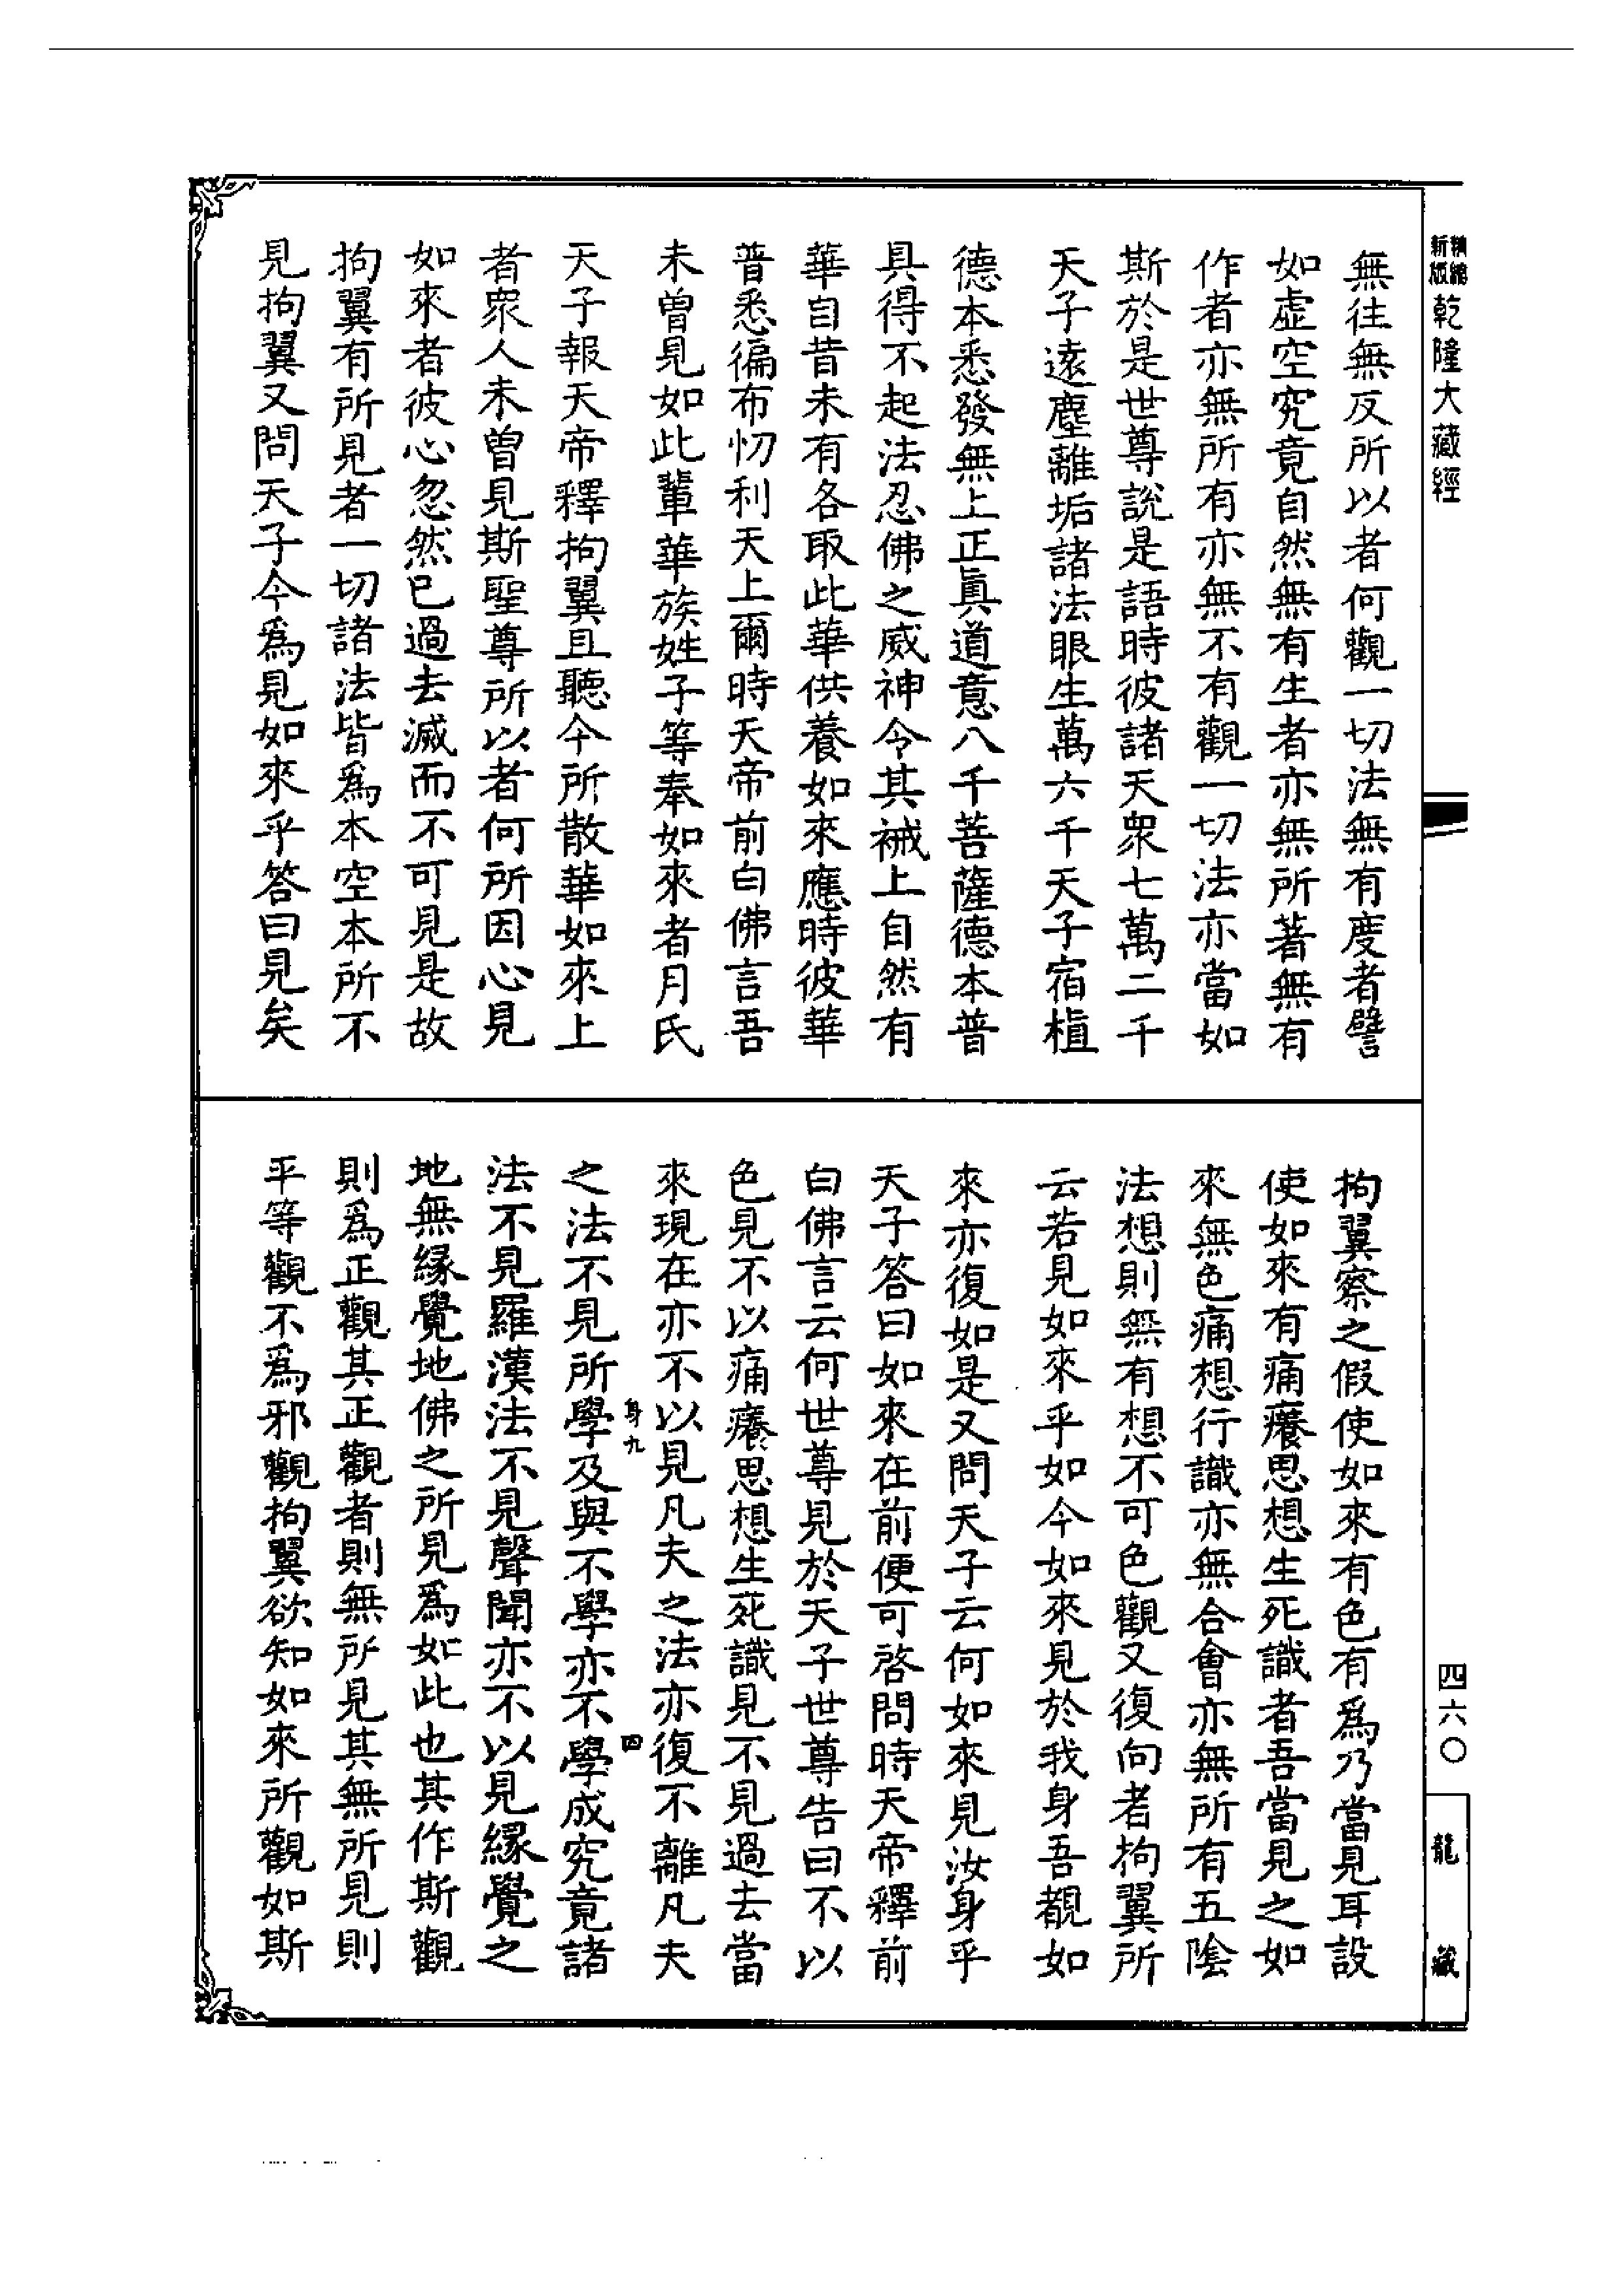 精縮新版乾隆大藏經
無往無反所以者何觀一切法無有度者譬
如虛空究竟自然無有生者亦無所著無有
作者亦無所有亦無不有觀一切法亦當如
斯於是世尊說是語時彼諸天衆七萬二千
天子遠塵離垢諸法眼生萬六千天子宿植
德本悉發無上正眞道意八千菩薩德本普
具得不起法忍佛之威神令其祴上自然有
華自昔未有各取此華供養如來應時彼華
普悉徧布忉利天上爾時天帝前白佛言吾
未曾見如此輩華族姓子等奉如來者月氏
天子報天帝釋拘翼且聽今所散華如來上
者衆人未曾見斯聖尊所以者何所因心見
如來者彼心忽然已過去滅而不可見是故
拘翼有所見者一切諸法皆爲本空本所不
見拘翼又問天子今爲見如來乎答曰見矣
拘翼察之假使如來有色有爲乃當見耳設
使如來有痛癢思想生死識者吾當見之如
來無色痛想行識亦無合會亦無所有五陰
法想則無有想不可色觀又復向者拘翼所
云若見如來乎如今如來見於我身吾覩如
來亦復如是又問天子云何如來見汝身乎
天子答曰如來在前便可啓問時天帝釋前
白佛言云何世尊見於天子世尊告曰不以
色見不以痛癢思想生死識見不見過去當
來現在亦不以見凡夫之法亦復不離凡夫
身九 四
之法不見所學及與不學亦不學成究竟諸
法不見羅漢法不見聲聞亦不以見緣覺之
地無緣覺地佛之所見爲如此也其作斯觀
則爲正觀其正觀者則無所見其無所見則
平等觀不爲邪觀拘翼欲知如來所觀如斯
四六〇
龍藏